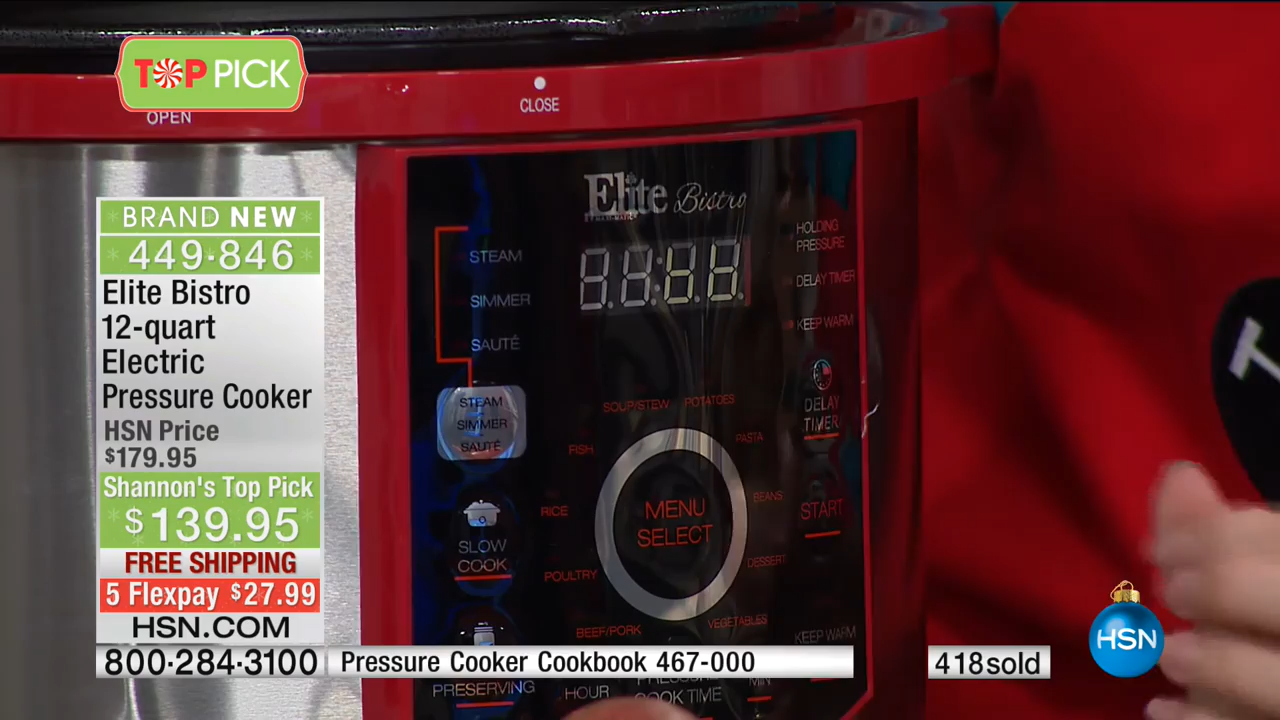 TOP PICK
OPEN
CLOSE
BRAND NEW
449·846
Elite Bistro
12-quart
Electric
Pressure Cooker
HSN Price
$179.95
Shannon's Top Pick
$139.95
FREE SHIPPING
5 Flexpay $27.99
HSN.COM
800·284·3100
Pressure Cooker Cookbook 467-000
418sold
HSN
Elite Bistro
STEAM
SIMMER
SAUTÉ
STEAM
SIMMER
SAUTÉ
SLOW
COOK
PRESERVING
HOLDING
PRESSURE
DELAY TIMER
KEEP WARM
DELAY
TIMER
START
KEEP WARM
SOUP/STEW
POTATOES
FISH
PASTA
RICE
BEANS
MENU
SELECT
POULTRY
DESSERT
BEEF/PORK
VEGETABLES
HOUR
PRESSURE
COOK TIME
MIN
T